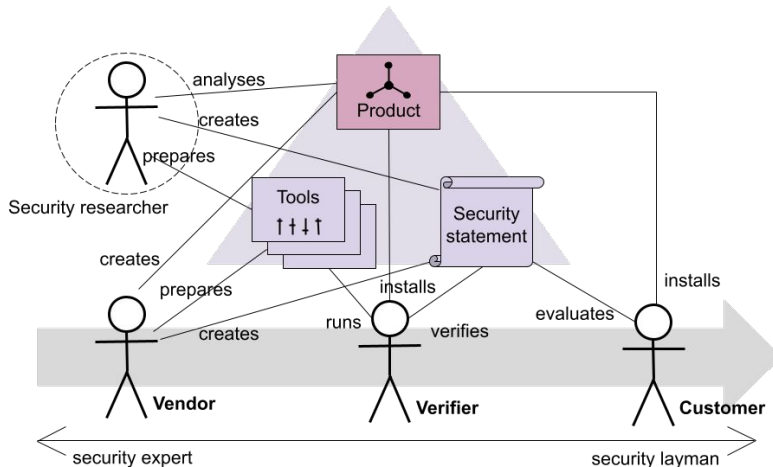 analyses
Product
creates
prepares
Security researcher
Tools
Security
statement
creates
prepares
installs
installs
creates
runs
verifies
evaluates
Vendor
Verifier
Customer
security expert
security layman